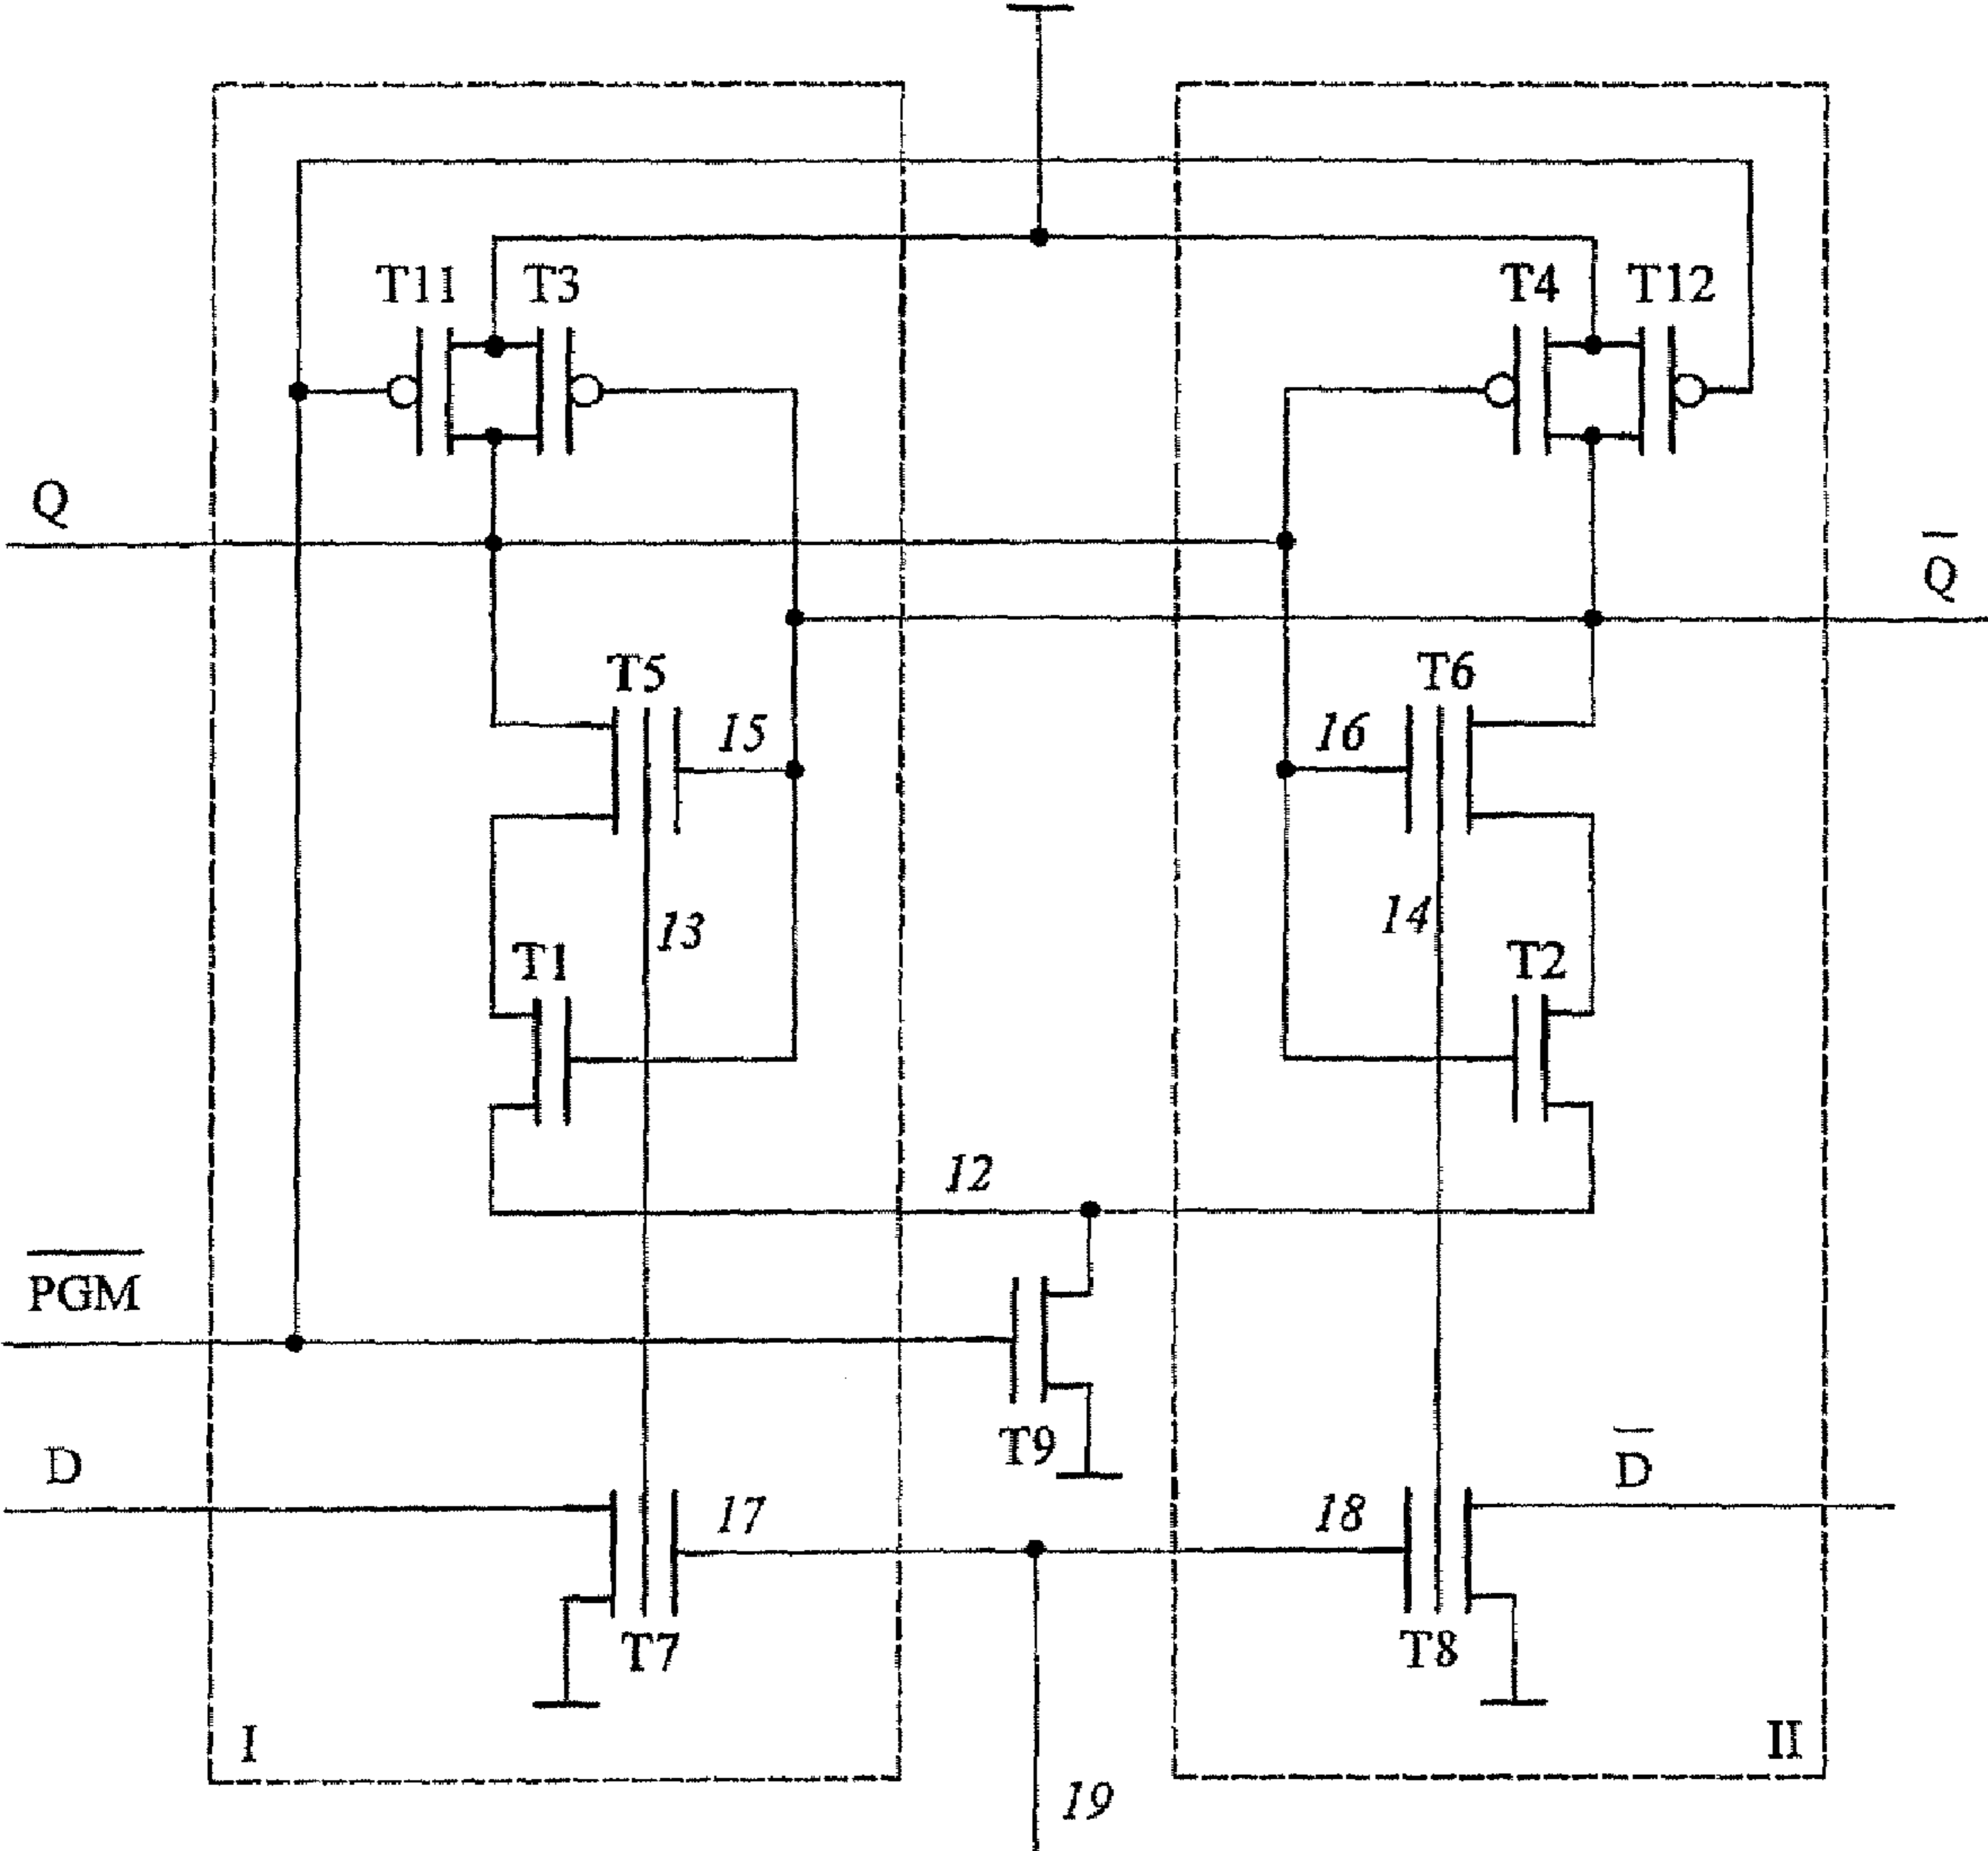 T11 T3 T4 T12
Q
Q̅
T5 T6
15 16
13 14
T1 T2
12
P̅G̅M̅
T9
D
D̅
17 18
T7 T8
I II
19